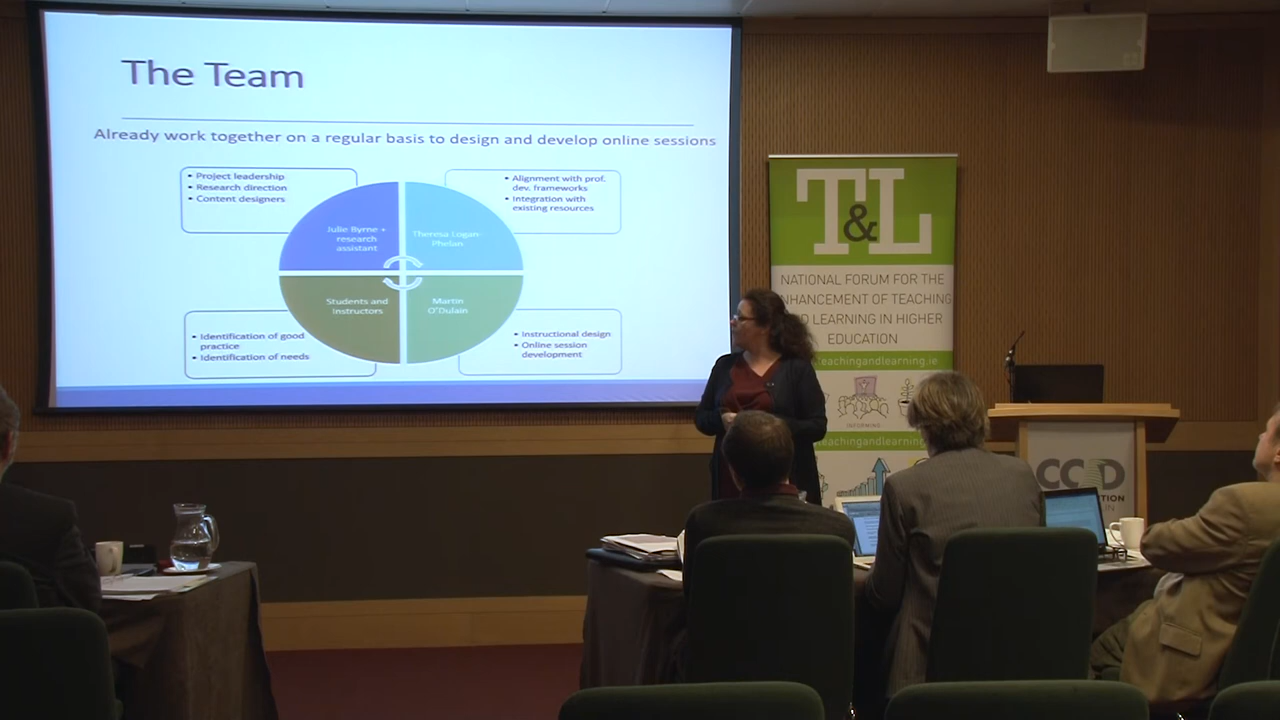 The Team
Already work together on a regular basis to design and develop online sessions
• Project leadership
• Research direction
• Content designers
• Alignment with prof.
dev. frameworks
• Integration with
existing resources
Julie Byrne +
research
assistant
Theresa Logan-
Phelan
Students and
Instructors
Martin
O'Dulain
• Identification of good
practice
• Identification of needs
• Instructional design
• Online session
development
T&L
NATIONAL FORUM FOR THE
NHANCEMENT OF TEACHING
D LEARNING IN HIGHER
EDUCATION
teachingandlearning.ie
INFORMING
teachingandlearning